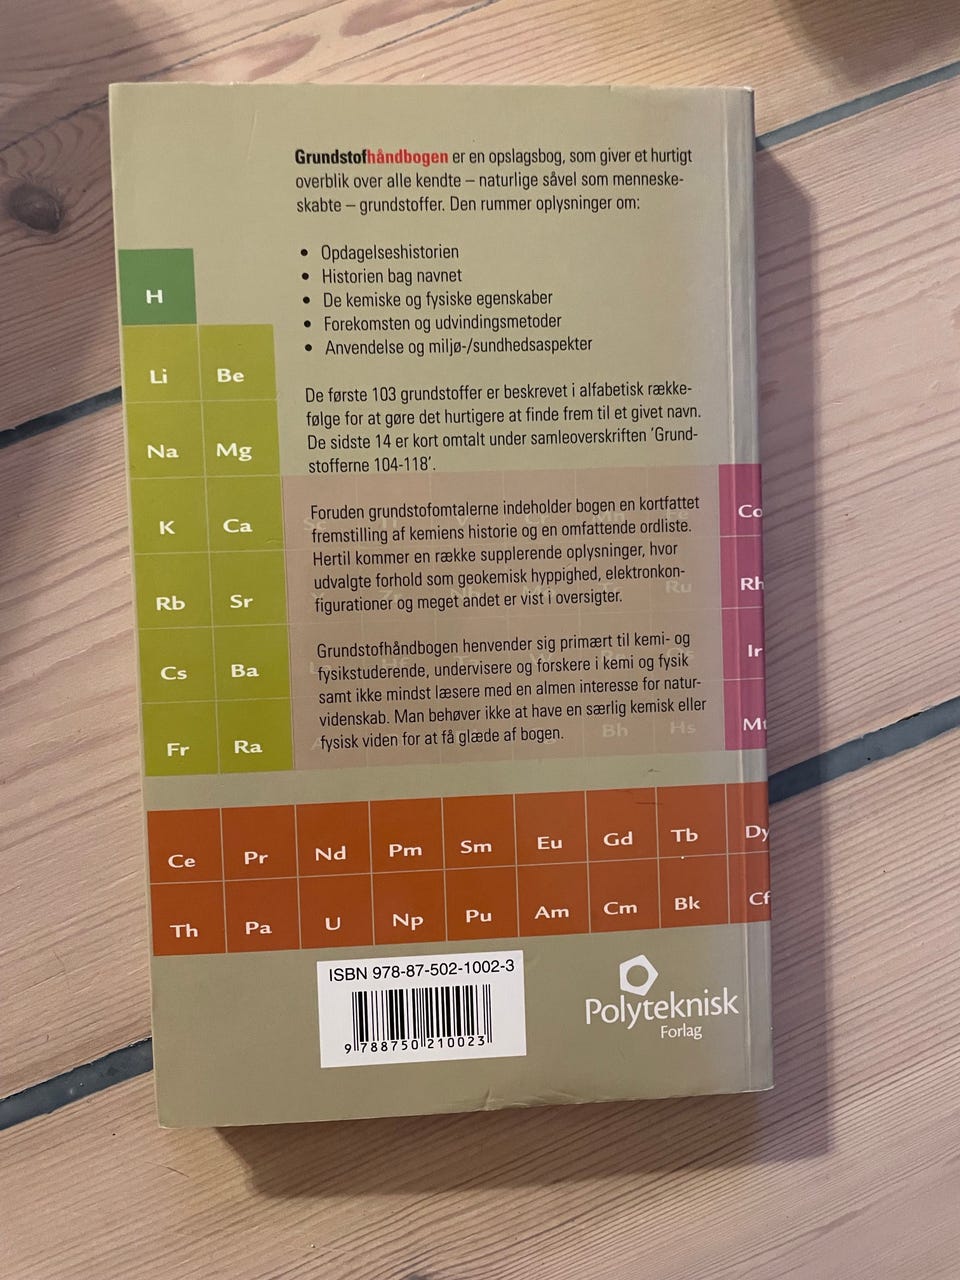 Grundstofhåndbogen er en opslagsbog, som giver et hurtigt
overblik over alle kendte – naturlige såvel som menneske-
skabte – grundstoffer. Den rummer oplysninger om:
• Opdagelseshistorien
• Historien bag navnet
• De kemiske og fysiske egenskaber
• Forekomsten og udvindingsmetoder
• Anvendelse og miljø-/sundhedsaspekter
De første 103 grundstoffer er beskrevet i alfabetisk række-
følge for at gøre det hurtigere at finde frem til et givet navn.
De sidste 14 er kort omtalt under samleoverskriften 'Grund-
stofferne 104-118'.
Foruden grundstofomtalerne indeholder bogen en kortfattet
fremstilling af kemiens historie og en omfattende ordliste.
Hertil kommer en række supplerende oplysninger, hvor
udvalgte forhold som geokemisk hyppighed, elektronkon-
figurationer og meget andet er vist i oversigter.
Grundstofhåndbogen henvender sig primært til kemi- og
fysikstuderende, undervisere og forskere i kemi og fysik
samt ikke mindst læsere med en almen interesse for natur-
videnskab. Man behøver ikke at have en særlig kemisk eller
fysisk viden for at få glæde af bogen.
H
Li Be
Na Mg
K Ca Co
Rb Sr Ru Rh
Cs Ba Ir
Fr Ra Bh Hs Mt
Ce Pr Nd Pm Sm Eu Gd Tb Dy
Th Pa U Np Pu Am Cm Bk Cf
ISBN 978-87-502-1002-3
9 788750 210023
Polyteknisk
Forlag